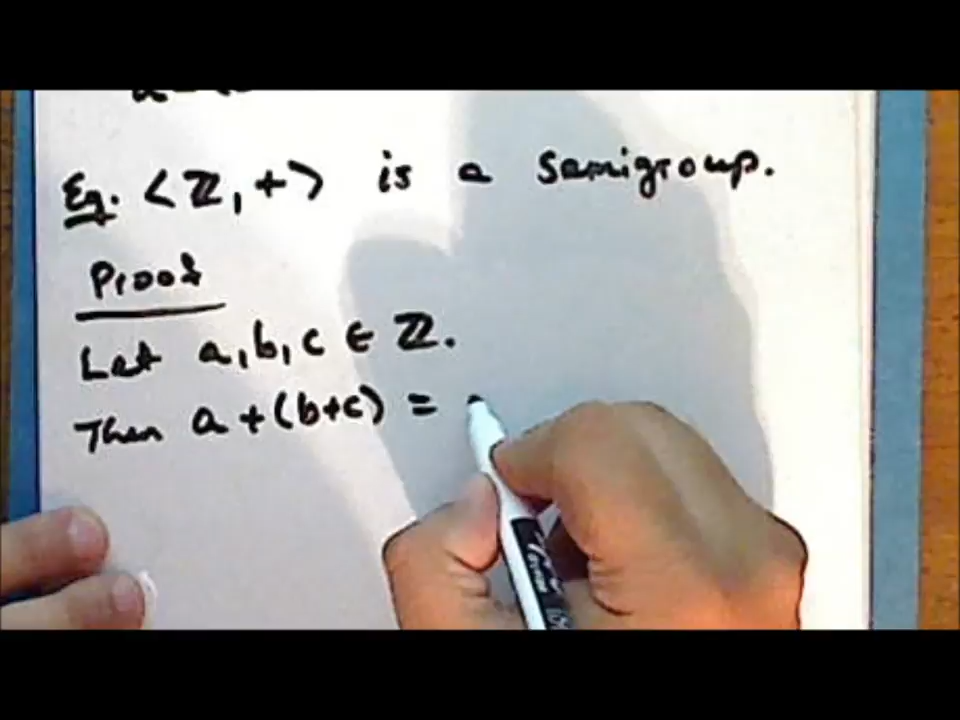 Eg. <ℤ, +> is a semigroup.
Proof
Let a, b, c ∈ ℤ.
Then a + (b+c) =